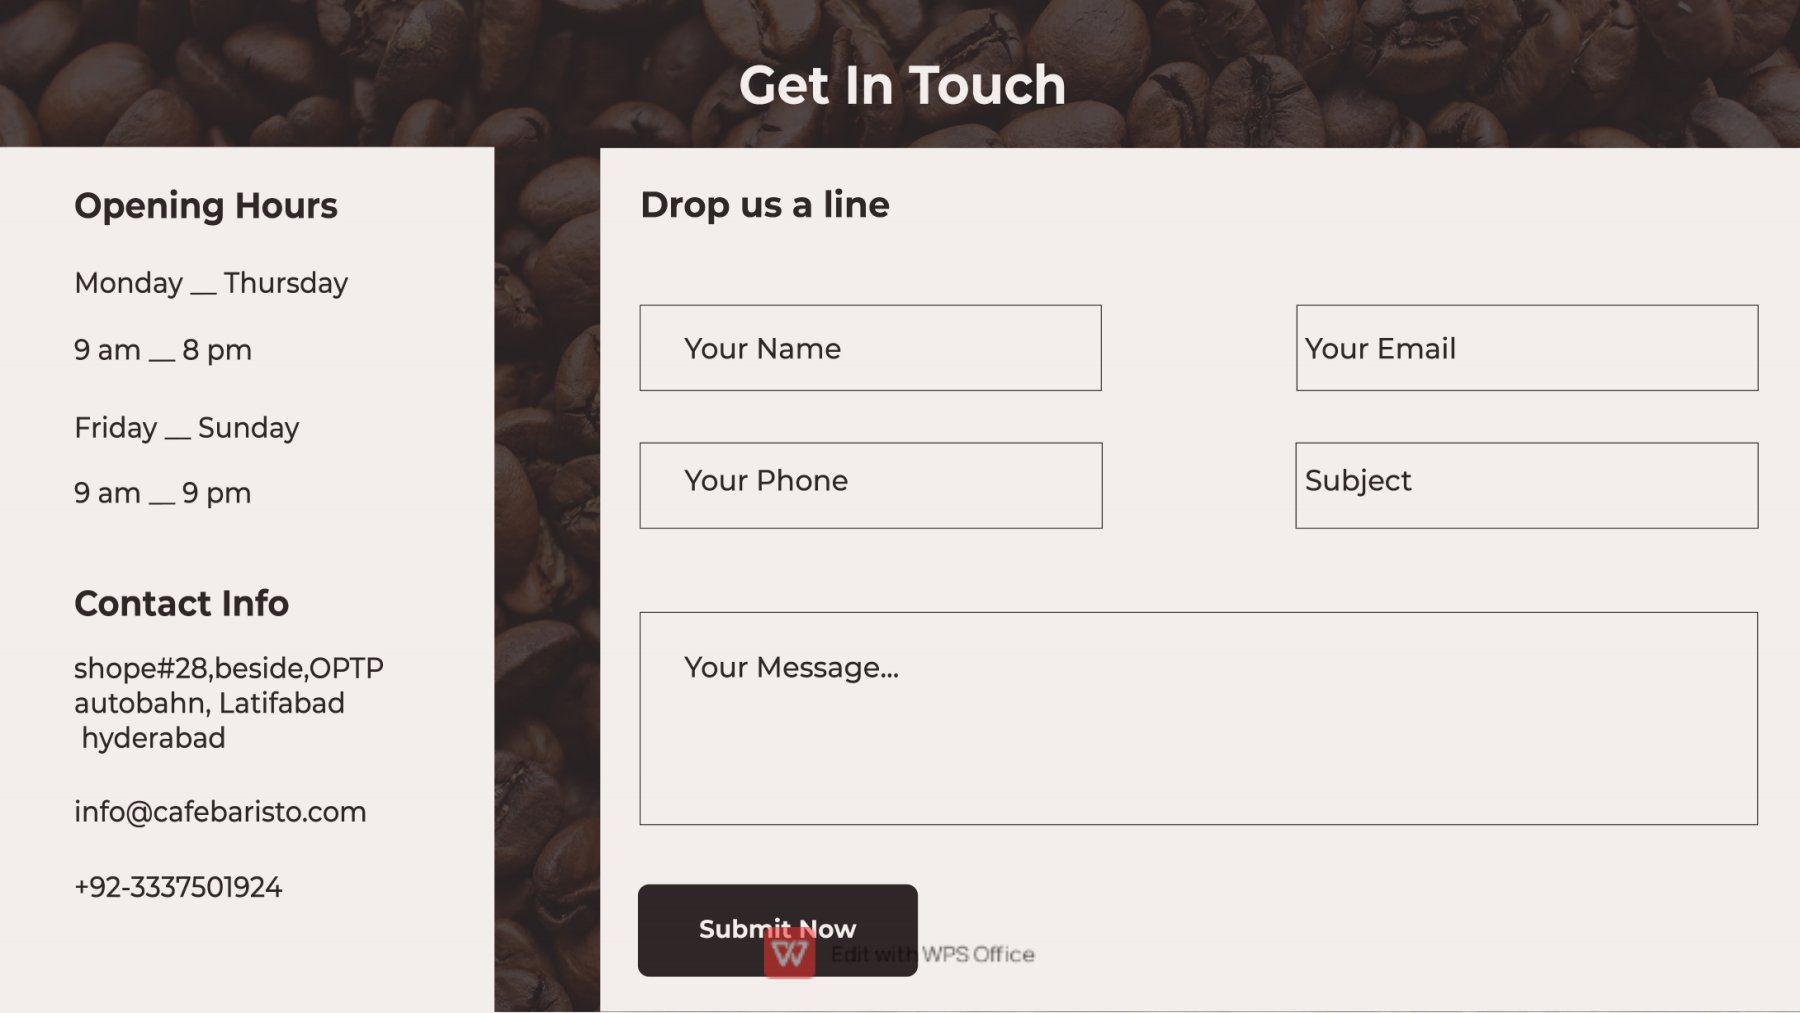 Get In Touch
Opening Hours
Monday __ Thursday
9 am __ 8 pm
Friday __ Sunday
9 am __ 9 pm
Contact Info
shope#28,beside,OPTP
autobahn, Latifabad
hyderabad
info@cafebaristo.com
+92-3337501924
Drop us a line
Your Name
Your Email
Your Phone
Subject
Your Message...
Submit Now
Edit with WPS Office